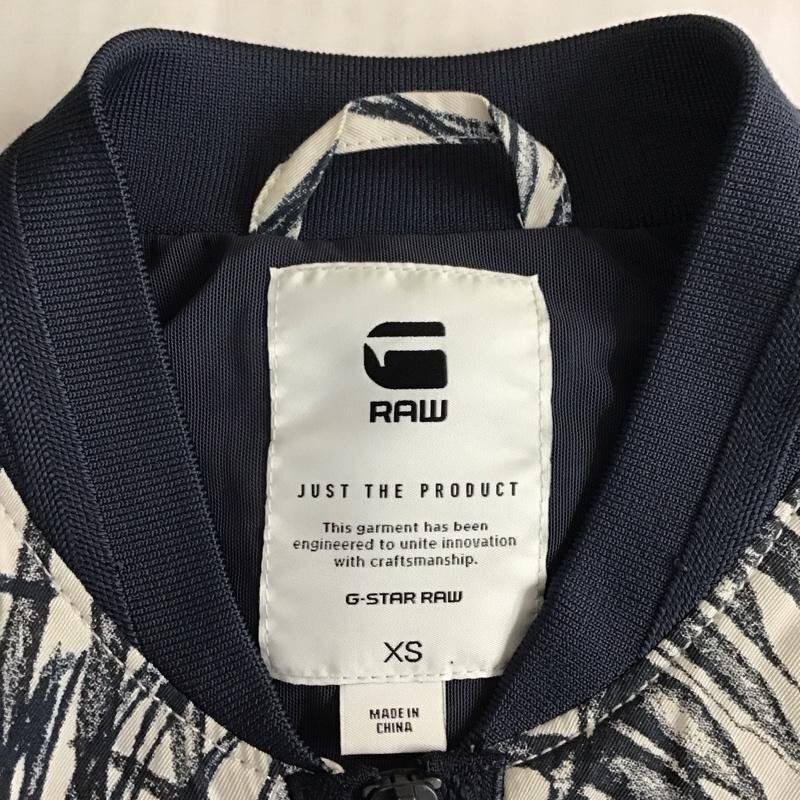 RAW
JUST THE PRODUCT
This garment has been
engineered to unite innovation
with craftsmanship.
G-STAR RAW
XS
MADE IN
CHINA